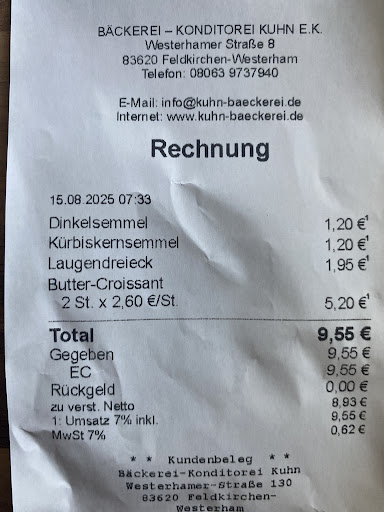 BÄCKEREI – KONDITOREI KUHN E.K.
Westerhamer Straße 8
83620 Feldkirchen-Westerham
Telefon: 08063 9737940
E-Mail: info@kuhn-baeckerei.de
Internet: www.kuhn-baeckerei.de
Rechnung
15.08.2025 07:33
Dinkelsemmel 1,20 €¹
Kürbiskernsemmel 1,20 €¹
Laugendreieck 1,95 €¹
Butter-Croissant
2 St. x 2,60 €/St. 5,20 €¹
Total 9,55 €
Gegeben 9,55 €
EC 9,55 €
Rückgeld 0,00 €
zu verst. Netto 8,93 €
1: Umsatz 7% inkl. 9,55 €
MwSt 7% 0,62 €
* * Kundenbeleg * *
Bäckerei-Konditorei Kuhn
Westerhamer-Straße 130
83620 Feldkirchen-
Westerham